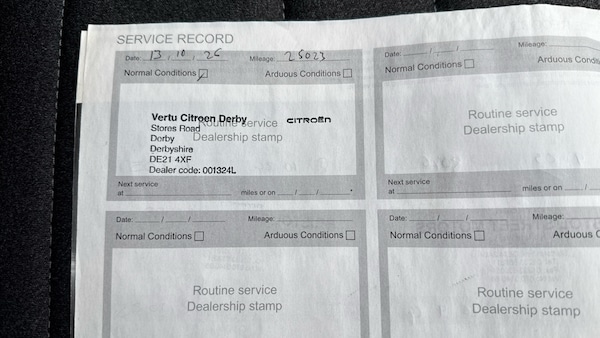 SERVICE RECORD
Date: 13 / 10 / 25 Mileage: 25023
Normal Conditions Arduous Conditions
Vertu Citroen Derby CITROËN
Routine service
Stores Road
Dealership stamp
Derby
Derbyshire
DE21 4XF
Dealer code: 001324L
Next service
at miles or on / /
Date: / / Mileage:
Normal Conditions Arduous Conditions
Routine service
Dealership stamp
Date: / / Mileage:
Normal Conditions Arduous
Routine service
Dealership stamp
Next service
at miles or on /
Date: / / Mileage:
Normal Conditions Arduous
Routine service
Dealership stamp